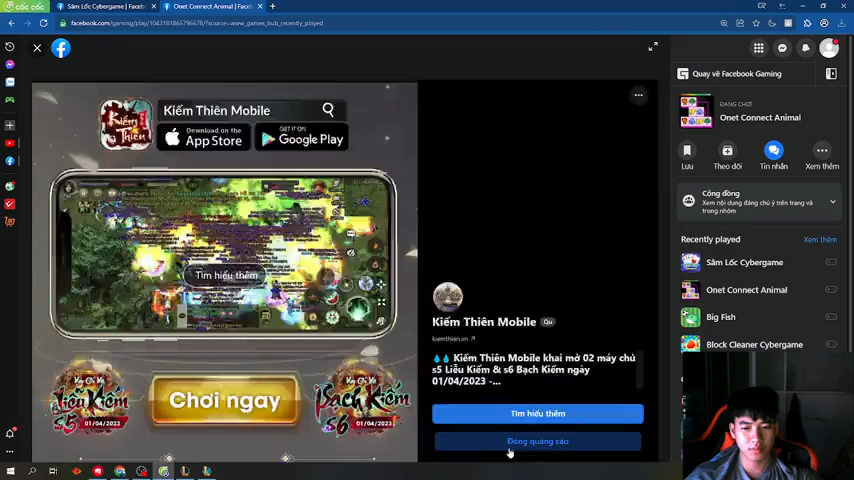 cốc cốc
Sâm Lốc Cybergame | Faceb
Onet Connect Animal | Facebo
facebook.com/gaming/play/1043181865796678/?source=www_games_hub_recently_played
Quay về Facebook Gaming
ĐANG CHƠI
Onet Connect Animal
Lưu
Theo dõi
Tin nhắn
Xem thêm
Cộng đồng
Xem nội dung đáng chú ý trên trang và trong nhóm
Recently played
Xem thêm
Sâm Lốc Cybergame
Onet Connect Animal
Big Fish
Block Cleaner Cybergame
Kiếm Thiên Mobile
Kiếm Thiên
Download on the
App Store
GET IT ON
Google Play
Tìm hiểu thêm
Liễu Kiếm
s5
01/04/2023
Chơi ngay
Bạch Kiếm
s6
01/04/2023
Kiếm Thiên Mobile
Qu
kiemthien.vn
Kiếm Thiên Mobile khai mở 02 máy chủ
s5 Liễu Kiếm & s6 Bạch Kiếm ngày
01/04/2023 -...
Tìm hiểu thêm
Đóng quảng cáo